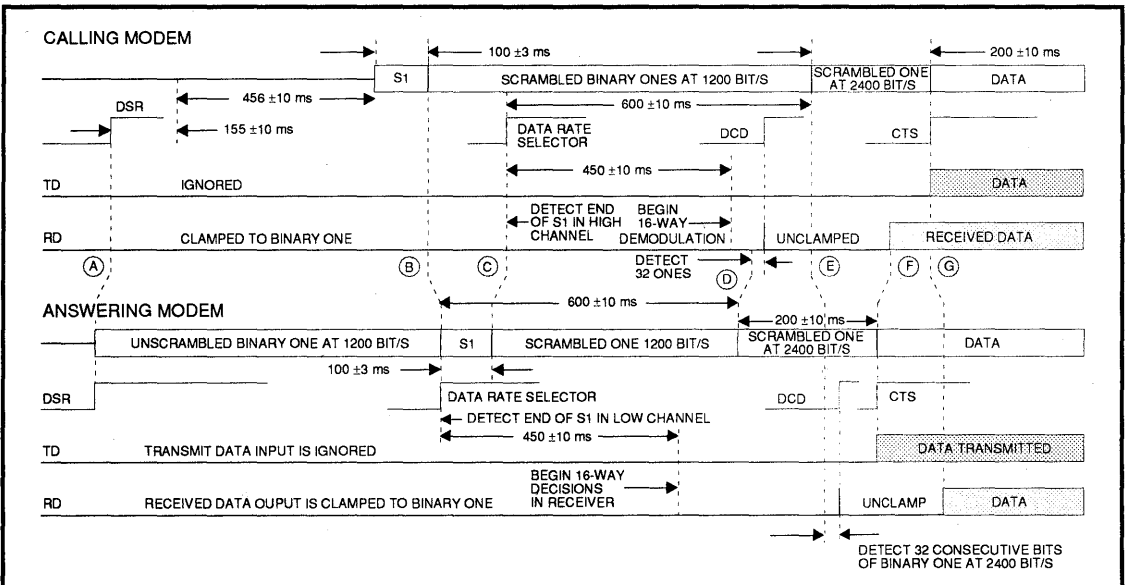 CALLING MODEM
100 ±3 ms
200 ±10 ms
S1
SCRAMBLED BINARY ONES AT 1200 BIT/S
SCRAMBLED ONE
AT 2400 BIT/S
DATA
DSR
456 ±10 ms
600 ±10 ms
155 ±10 ms
DATA RATE
SELECTOR
DCD
CTS
450 ±10 ms
TD
IGNORED
DATA
DETECT END
OF S1 IN HIGH
CHANNEL
BEGIN
16-WAY
DEMODULATION
RD
CLAMPED TO BINARY ONE
UNCLAMPED
RECEIVED DATA
DETECT
32 ONES
A
B
C
D
E
F
G
600 ±10 ms
ANSWERING MODEM
200 ±10 ms
UNSCRAMBLED BINARY ONE AT 1200 BIT/S
S1
SCRAMBLED ONE 1200 BIT/S
SCRAMBLED ONE
AT 2400 BIT/S
DATA
100 ±3 ms
DSR
DATA RATE SELECTOR
DCD
CTS
DETECT END OF S1 IN LOW CHANNEL
450 ±10 ms
TD
TRANSMIT DATA INPUT IS IGNORED
DATA TRANSMITTED
BEGIN 16-WAY
DECISIONS
IN RECEIVER
RD
RECEIVED DATA OUPUT IS CLAMPED TO BINARY ONE
UNCLAMP
DATA
DETECT 32 CONSECUTIVE BITS
OF BINARY ONE AT 2400 BIT/S